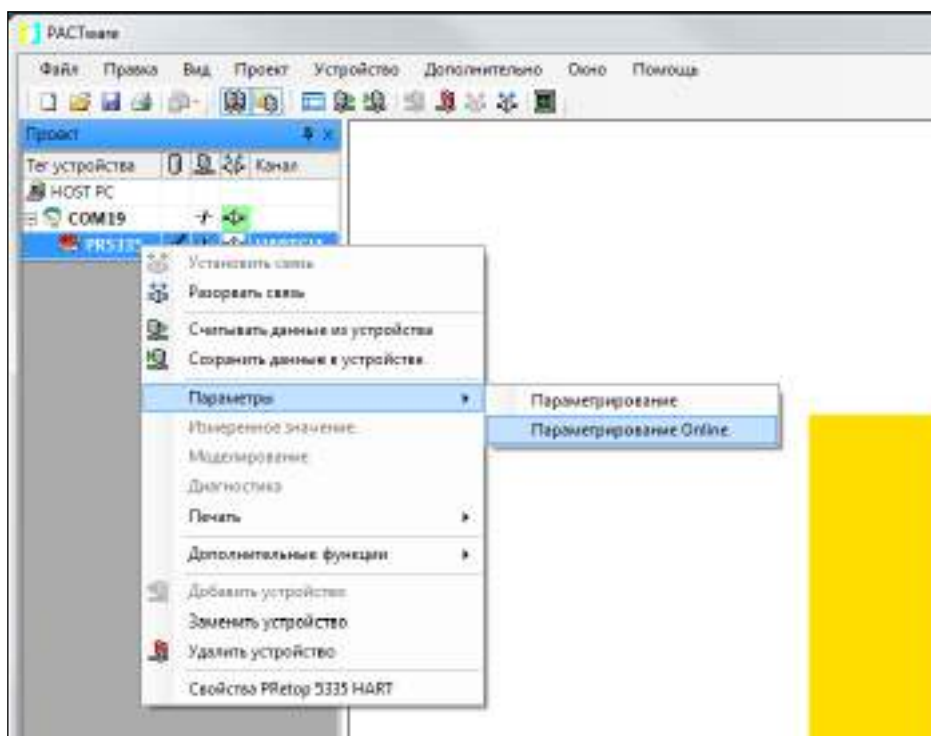 PACTware
Файл Правка Вид Проект Устройство Дополнительно Окно Помощь
Проект
Тег устройства Канал
HOST PC
COM19
PR5335
Установить связь
Разорвать связь
Считывать данные из устройства
Сохранить данные в устройстве
Параметры
Параметрирование
Параметрирование Online
Измеренное значение
Моделирование
Диагностика
Печать
Дополнительные функции
Добавить устройство
Заменить устройство
Удалить устройство
Свойства PRetop 5335 HART